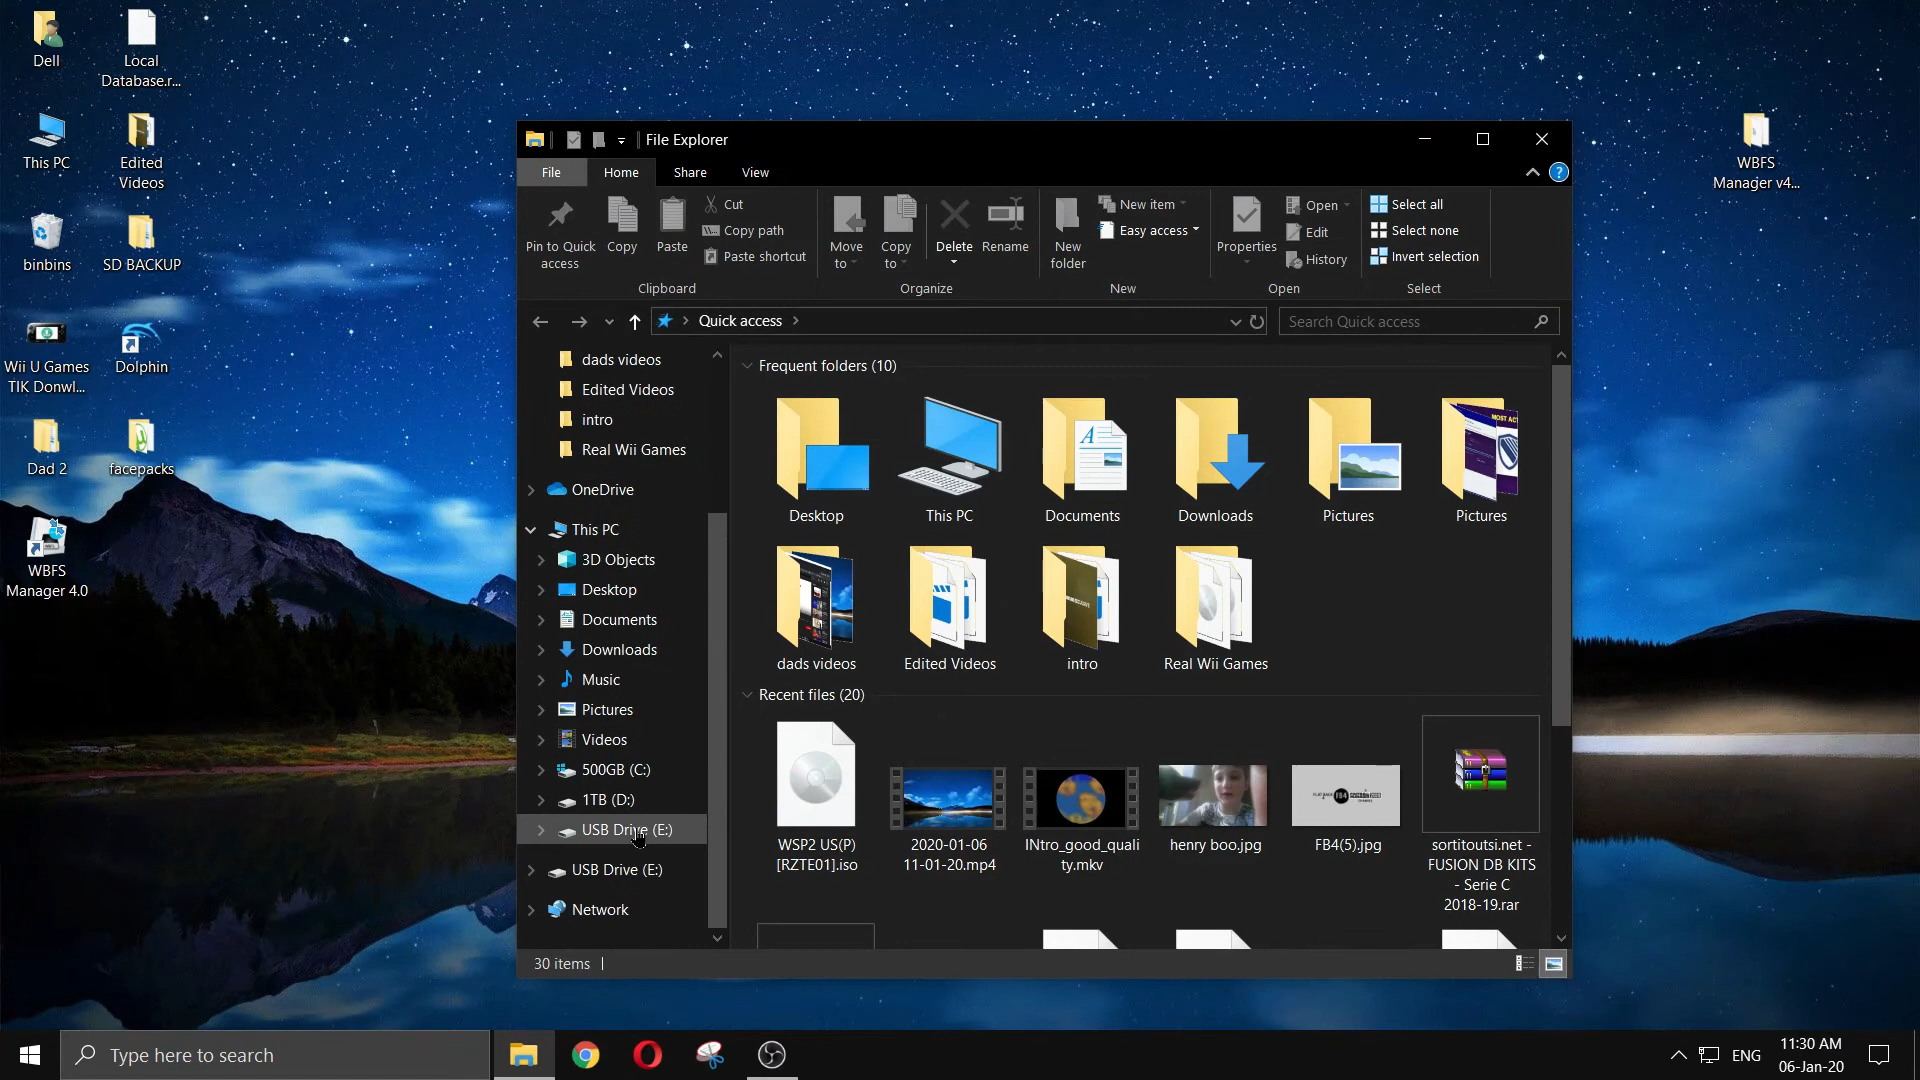 Dell
Local
Database.r...
This PC
Edited
Videos
binbins
SD BACKUP
Wii U Games
TIK Donwl...
Dolphin
Dad 2
facepacks
WBFS
Manager 4.0
WBFS
Manager v4...
File Explorer
File
Home
Share
View
Pin to Quick
access
Copy
Paste
Cut
Copy path
Paste shortcut
Clipboard
Move
to
Copy
to
Delete
Rename
Organize
New
folder
New item
Easy access
New
Properties
Open
Edit
History
Open
Select all
Select none
Invert selection
Select
Quick access
Search Quick access
dads videos
Edited Videos
intro
Real Wii Games
OneDrive
This PC
3D Objects
Desktop
Documents
Downloads
Music
Pictures
Videos
500GB (C:)
1TB (D:)
USB Drive (E:)
USB Drive (E:)
Network
Frequent folders (10)
Desktop
This PC
Documents
Downloads
Pictures
Pictures
dads videos
Edited Videos
intro
Real Wii Games
Recent files (20)
WSP2 US(P)
[RZTE01].iso
2020-01-06
11-01-20.mp4
INtro_good_quali
ty.mkv
henry boo.jpg
FB4(5).jpg
sortitoutsi.net -
FUSION DB KITS
- Serie C
2018-19.rar
30 items
Type here to search
ENG
11:30 AM
06-Jan-20